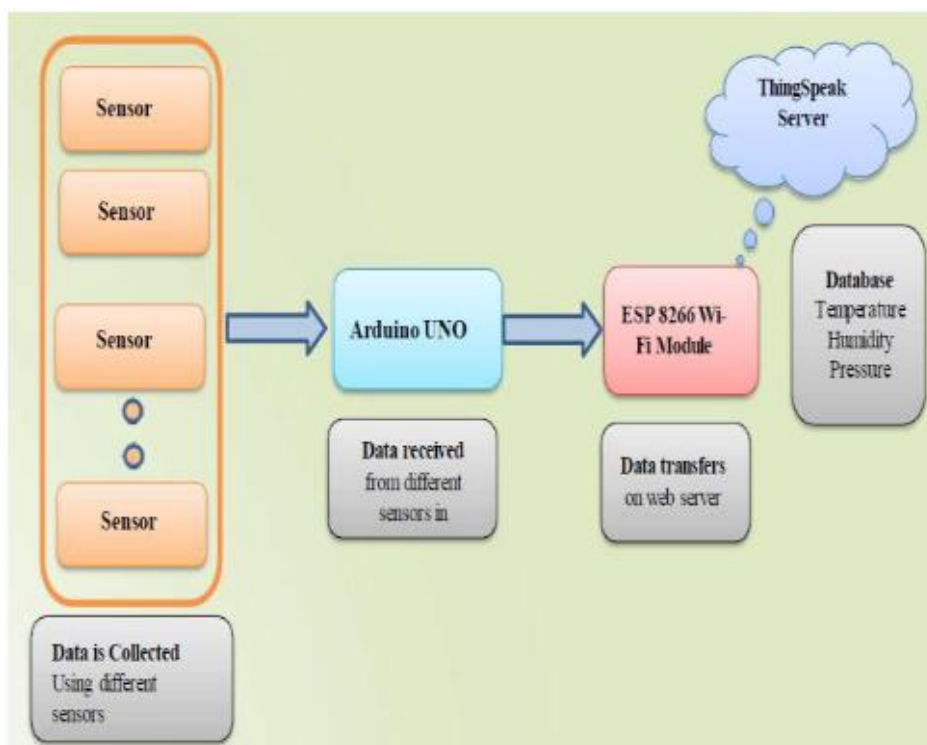 Sensor
Sensor
Sensor
Sensor
Data is Collected
Using different
sensors
Arduino UNO
Data received
from different
sensors in
ESP 8266 Wi-
Fi Module
Data transfers
on web server
ThingSpeak
Server
Database
Temperature
Humidity
Pressure